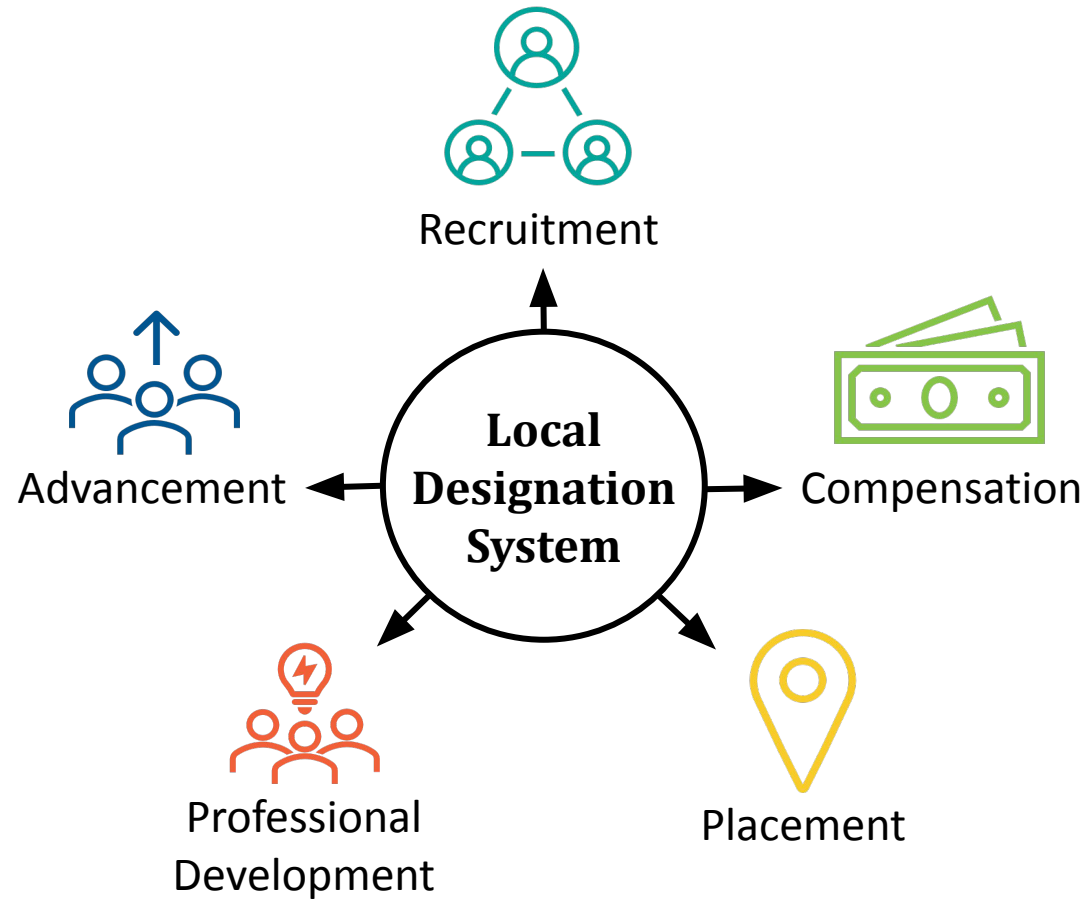 Recruitment
Advancement
Local
Designation
System
Compensation
Professional
Development
Placement